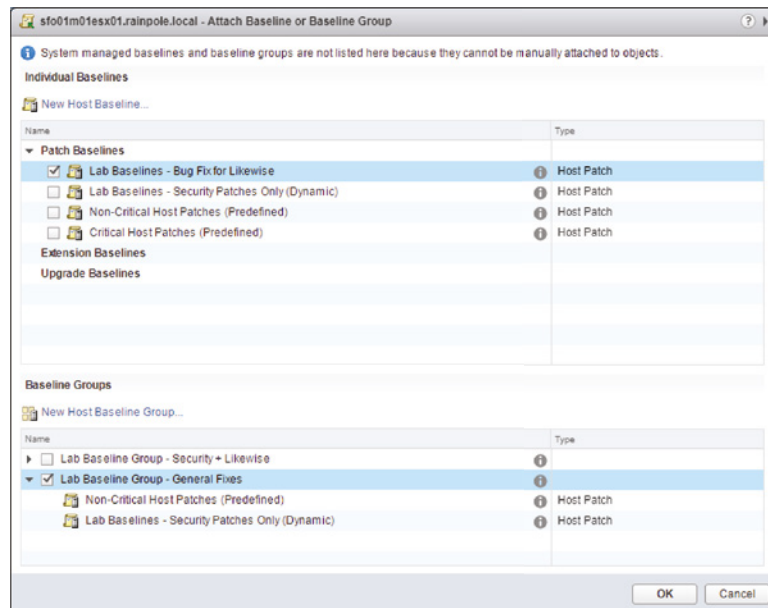 sfo01m01esx01.rainpole.local - Attach Baseline or Baseline Group ?
System managed baselines and baseline groups are not listed here because they cannot be manually attached to objects.
Individual Baselines
New Host Baseline...
Name Type
Patch Baselines
Lab Baselines - Bug Fix for Likewise Host Patch
Lab Baselines - Security Patches Only (Dynamic) Host Patch
Non-Critical Host Patches (Predefined) Host Patch
Critical Host Patches (Predefined) Host Patch
Extension Baselines
Upgrade Baselines
Baseline Groups
New Host Baseline Group...
Name Type
Lab Baseline Group - Security + Likewise
Lab Baseline Group - General Fixes
Non-Critical Host Patches (Predefined) Host Patch
Lab Baselines - Security Patches Only (Dynamic) Host Patch
OK Cancel